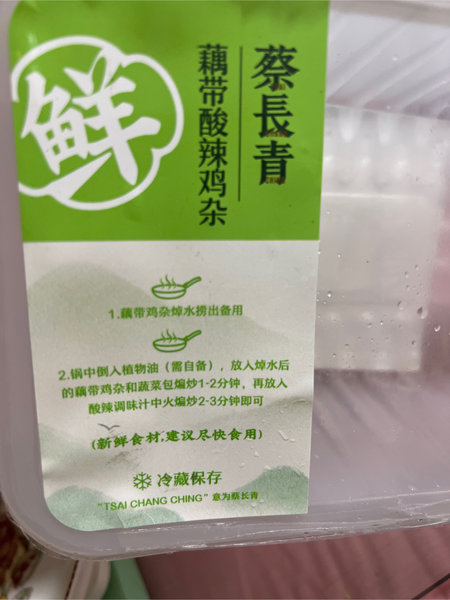 鲜
蔡長青
藕带酸辣鸡杂
1.藕带鸡杂焯水捞出备用
2.锅中倒入植物油（需自备），放入焯水后
的藕带鸡杂和蔬菜包煸炒1-2分钟，再放入
酸辣调味汁中火煸炒2-3分钟即可
(新鲜食材,建议尽快食用)
冷藏保存
"TSAI CHANG CHING"意为蔡长青